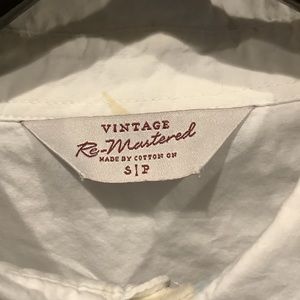 VINTAGE
Re-Mastered
MADE BY COTTON ON
S|P